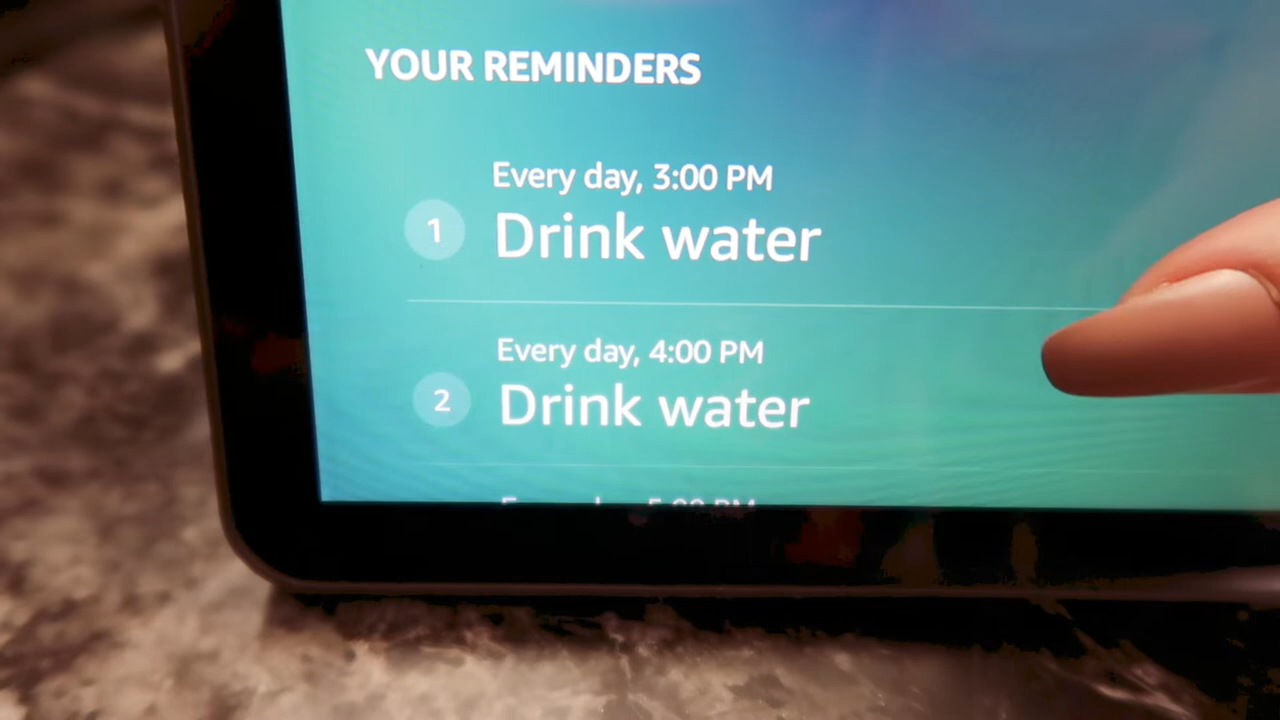 YOUR REMINDERS
Every day, 3:00 PM
1
Drink water
Every day, 4:00 PM
2
Drink water